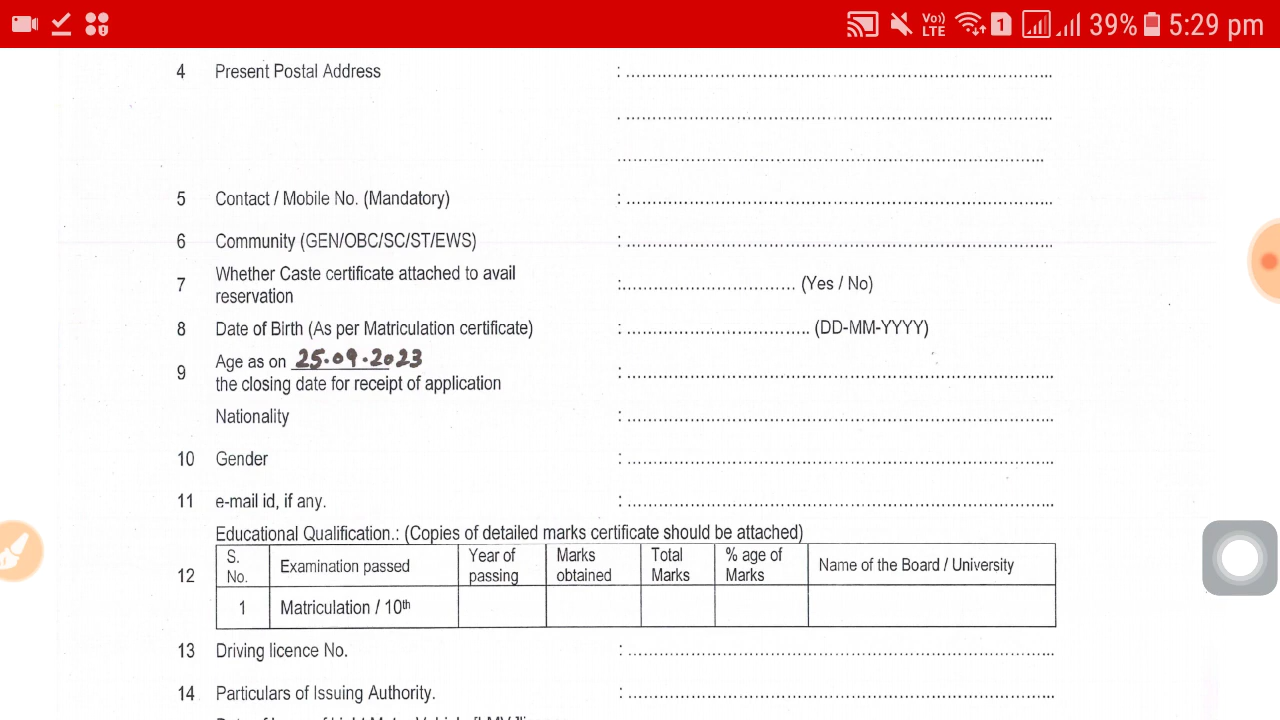 Vo)) LTE 1 39% 5:29 pm
4 Present Postal Address :
5 Contact / Mobile No. (Mandatory) :
6 Community (GEN/OBC/SC/ST/EWS) :
7 Whether Caste certificate attached to avail reservation : (Yes / No)
8 Date of Birth (As per Matriculation certificate) : (DD-MM-YYYY)
9 Age as on 25.09.2023
the closing date for receipt of application :
Nationality :
10 Gender :
11 e-mail id, if any. :
Educational Qualification.: (Copies of detailed marks certificate should be attached)
12 S. No. Examination passed Year of passing Marks obtained Total Marks % age of Marks Name of the Board / University
1 Matriculation / 10th
13 Driving licence No. :
14 Particulars of Issuing Authority. :